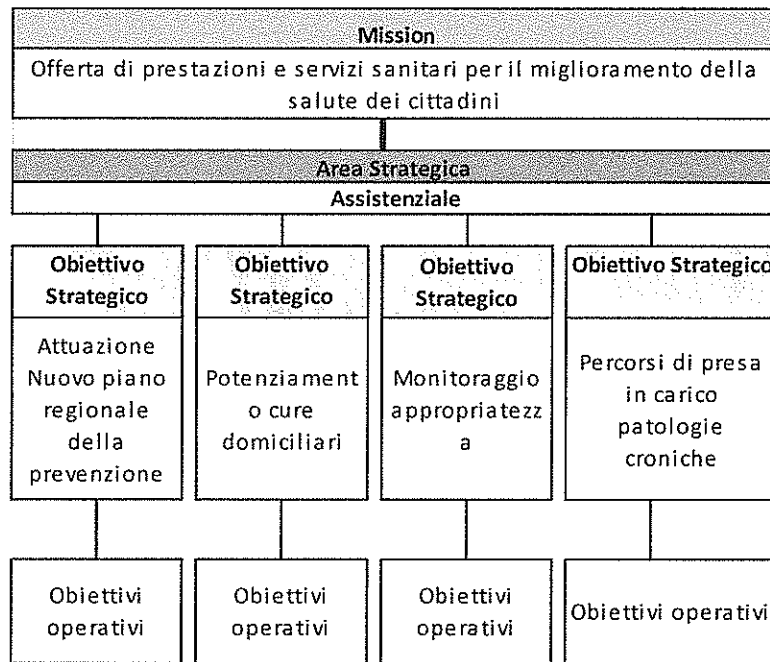 Mission
Offerta di prestazioni e servizi sanitari per il miglioramento della
salute dei cittadini
Area Strategica
Assistenziale
Obiettivo
Strategico
Attuazione
Nuovo piano
regionale
della
prevenzione
Obiettivo
Strategico
Potenziament
o cure
domiciliari
Obiettivo
Strategico
Monitoraggio
appropriatezz
a
Obiettivo Strategico
Percorsi di presa
in carico
patologie
croniche
Obiettivi
operativi
Obiettivi
operativi
Obiettivi
operativi
Obiettivi operativi